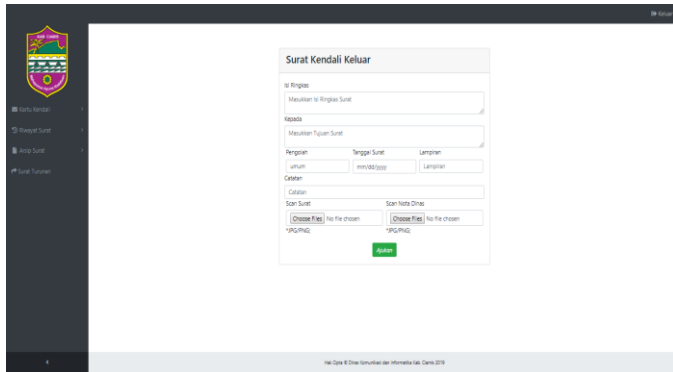 Keluar
KAB CIAMIS
Kartu Kendali
Riwayat Surat
Arsip Surat
Surat Turunan
Surat Kendali Keluar
Isi Ringkas
Masukkan Isi Ringkas Surat
Kepada
Masukkan Tujuan Surat
Pengolah Tanggal Surat Lampiran
umum mm/dd/yyyy Lampiran
Catatan
Catatan
Scan Surat Scan Nota Dinas
Choose Files No file chosen Choose Files No file chosen
*JPG/PNG) *JPG/PNG)
Ajukan
Hak Cipta © Dinas Komunikasi dan Informatika Kab. Ciamis 2018